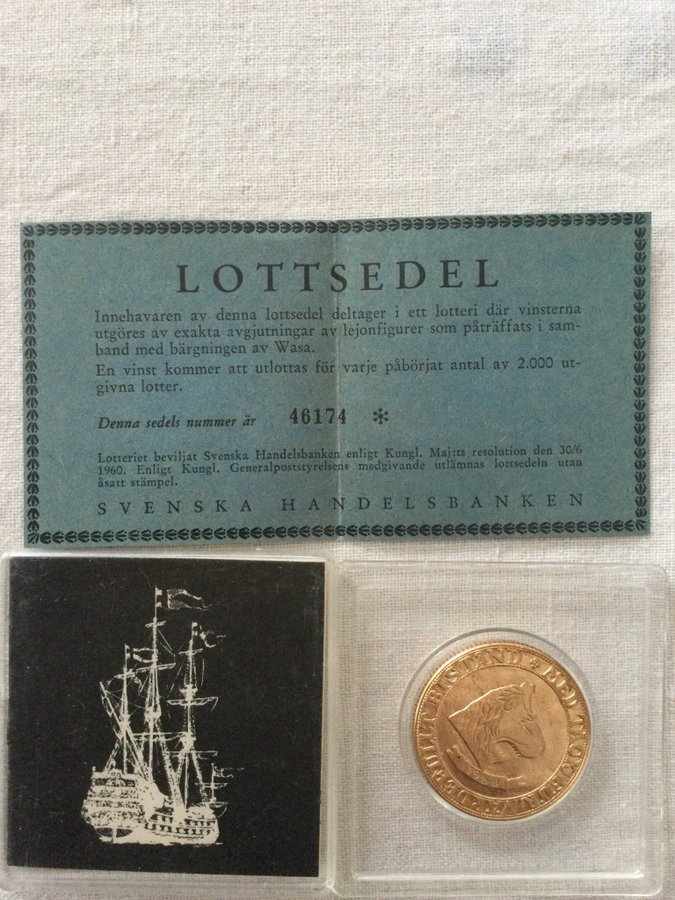 LOTTSEDEL
Innehavaren av denna lottsedel deltager i ett lotteri där vinsterna
utgöres av exakta avgjutningar av lejonfigurer som påträffats i sam-
band med bärgningen av Wasa.
En vinst kommer att utlottas för varje påbörjat antal av 2.000 ut-
givna lotter.
Denna sedels nummer är 46174 *
Lotteriet beviljat Svenska Handelsbanken enligt Kungl. Maj:ts resolution den 30/6
1960. Enligt Kungl. Generalpoststyrelsens medgivande utlämnas lottsedeln utan
åsatt stämpel.
SVENSKA HANDELSBANKEN
BISTAND * MED